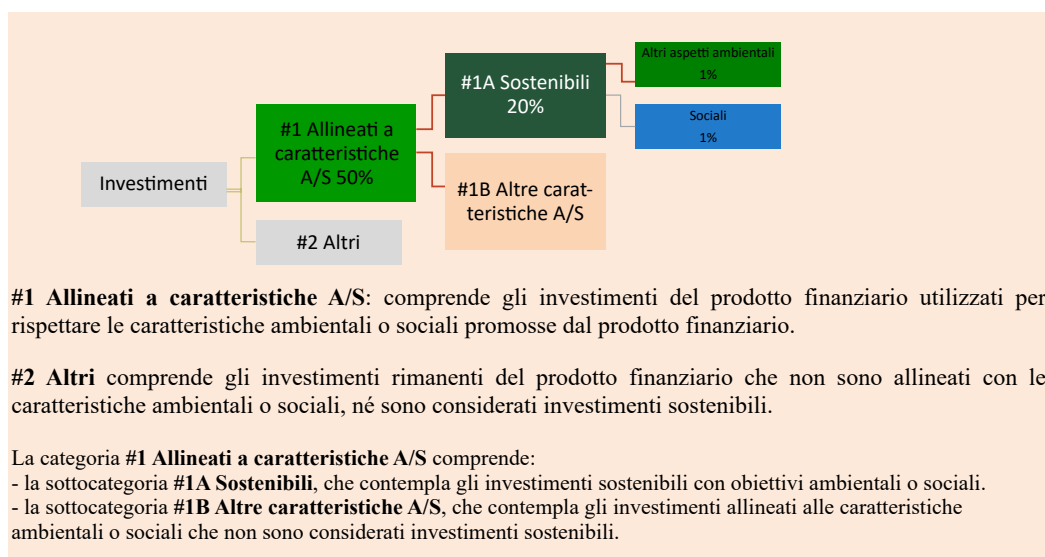 Altri aspetti ambientali
1%
#1A Sostenibili
20%
Sociali
1%
#1 Allineati a
caratteristiche
A/S 50%
Investimenti
#1B Altre carat-
teristiche A/S
#2 Altri
#1 Allineati a caratteristiche A/S: comprende gli investimenti del prodotto finanziario utilizzati per
rispettare le caratteristiche ambientali o sociali promosse dal prodotto finanziario.
#2 Altri comprende gli investimenti rimanenti del prodotto finanziario che non sono allineati con le
caratteristiche ambientali o sociali, né sono considerati investimenti sostenibili.
La categoria #1 Allineati a caratteristiche A/S comprende:
- la sottocategoria #1A Sostenibili, che contempla gli investimenti sostenibili con obiettivi ambientali o sociali.
- la sottocategoria #1B Altre caratteristiche A/S, che contempla gli investimenti allineati alle caratteristiche
ambientali o sociali che non sono considerati investimenti sostenibili.